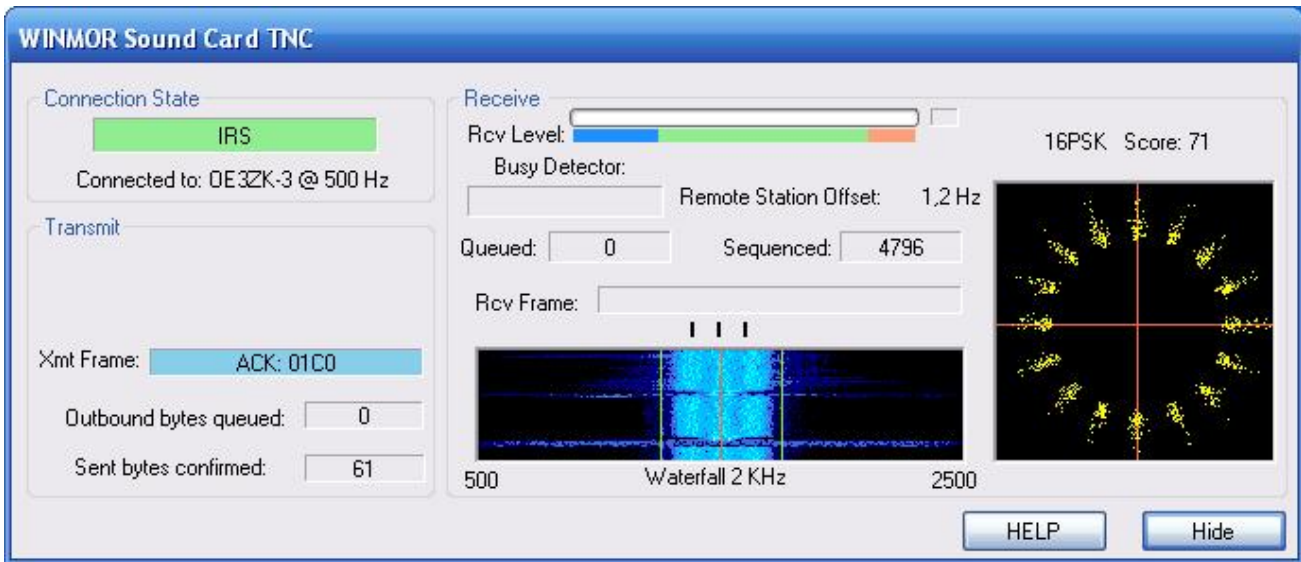 WINMOR Sound Card TNC
Connection State
IRS
Connected to: OE3ZK-3 @ 500 Hz
Transmit
Xmt Frame: ACK: 01C0
Outbound bytes queued: 0
Sent bytes confirmed: 61
Receive
Rcv Level:
Busy Detector:
Remote Station Offset: 1,2 Hz
Queued: 0 Sequenced: 4796
Rcv Frame:
500 Waterfall 2 KHz 2500
16PSK Score: 71
HELP Hide